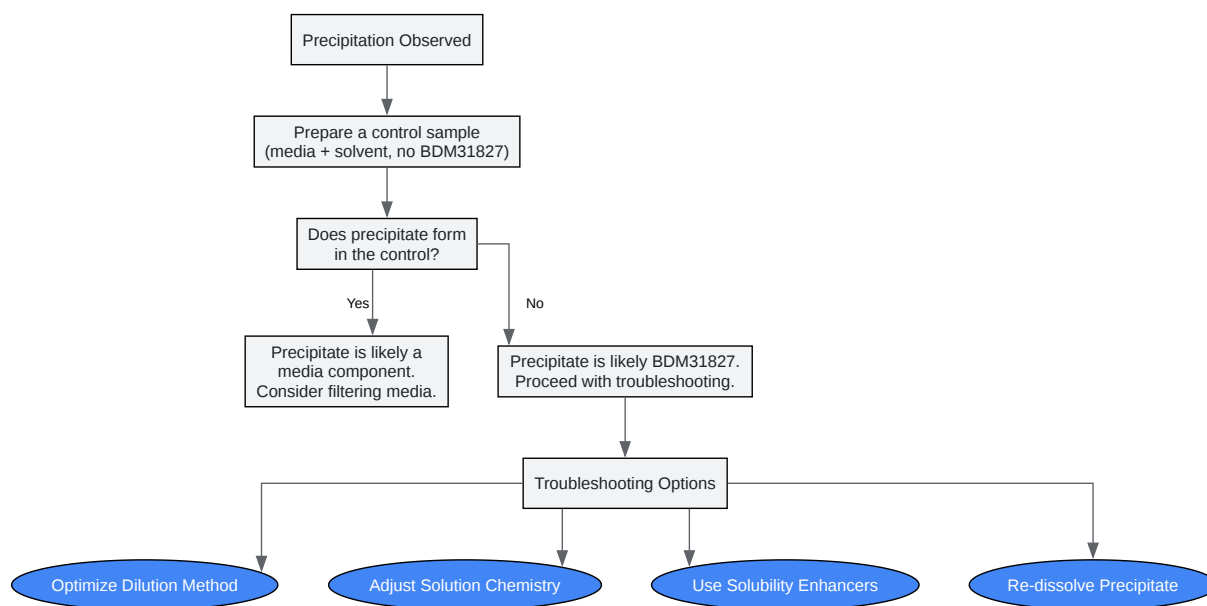 Precipitation Observed
Prepare a control sample
(media + solvent, no BDM31827)
Does precipitate form
in the control?
Yes
No
Precipitate is likely a
media component.
Consider filtering media.
Precipitate is likely BDM31827.
Proceed with troubleshooting.
Troubleshooting Options
Optimize Dilution Method
Adjust Solution Chemistry
Use Solubility Enhancers
Re-dissolve Precipitate